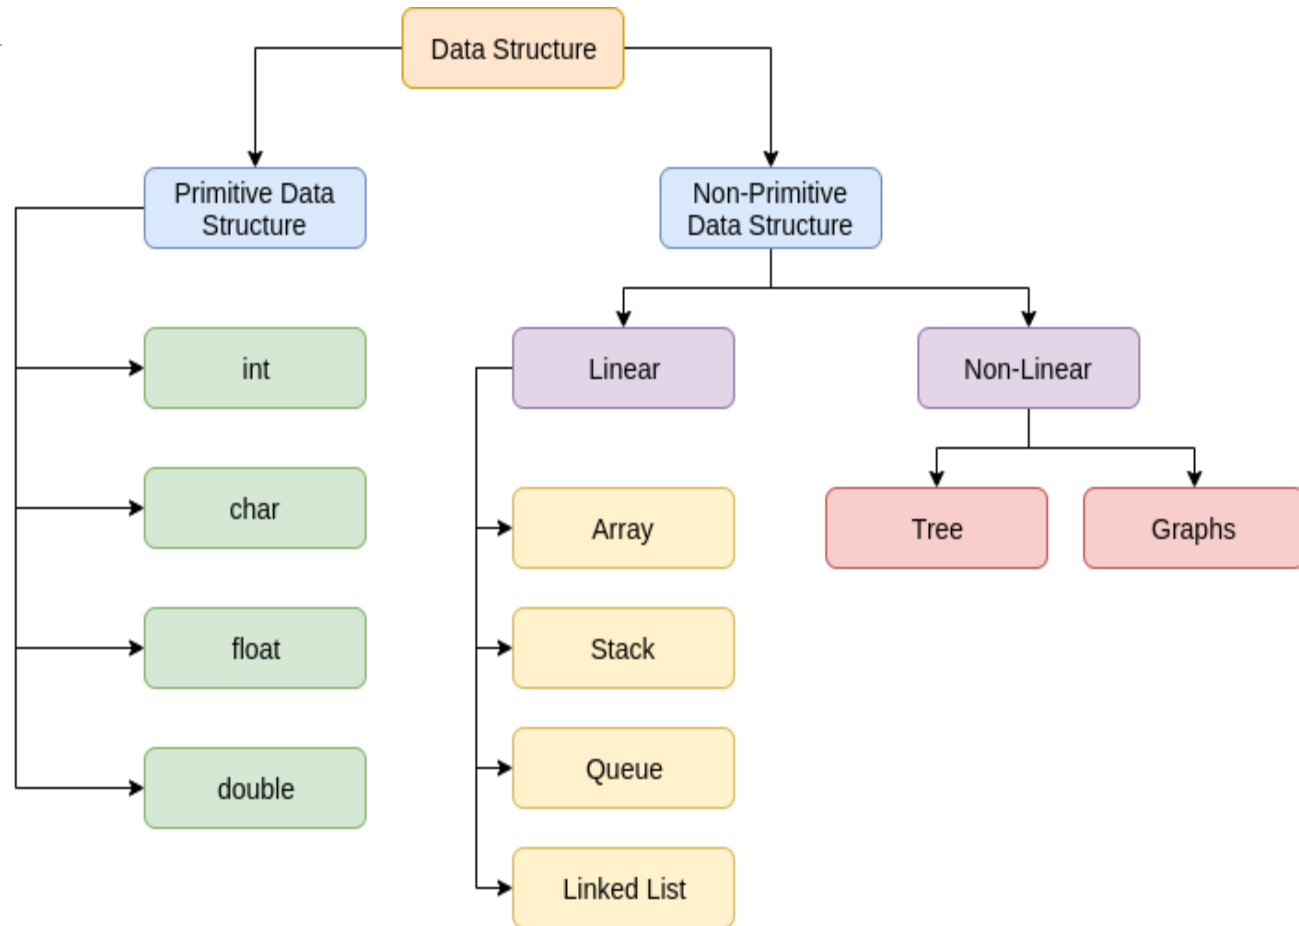 Data Structure
Primitive Data
Structure
Non-Primitive
Data Structure
int
Linear
Non-Linear
char
Array
Tree
Graphs
float
Stack
double
Queue
Linked List